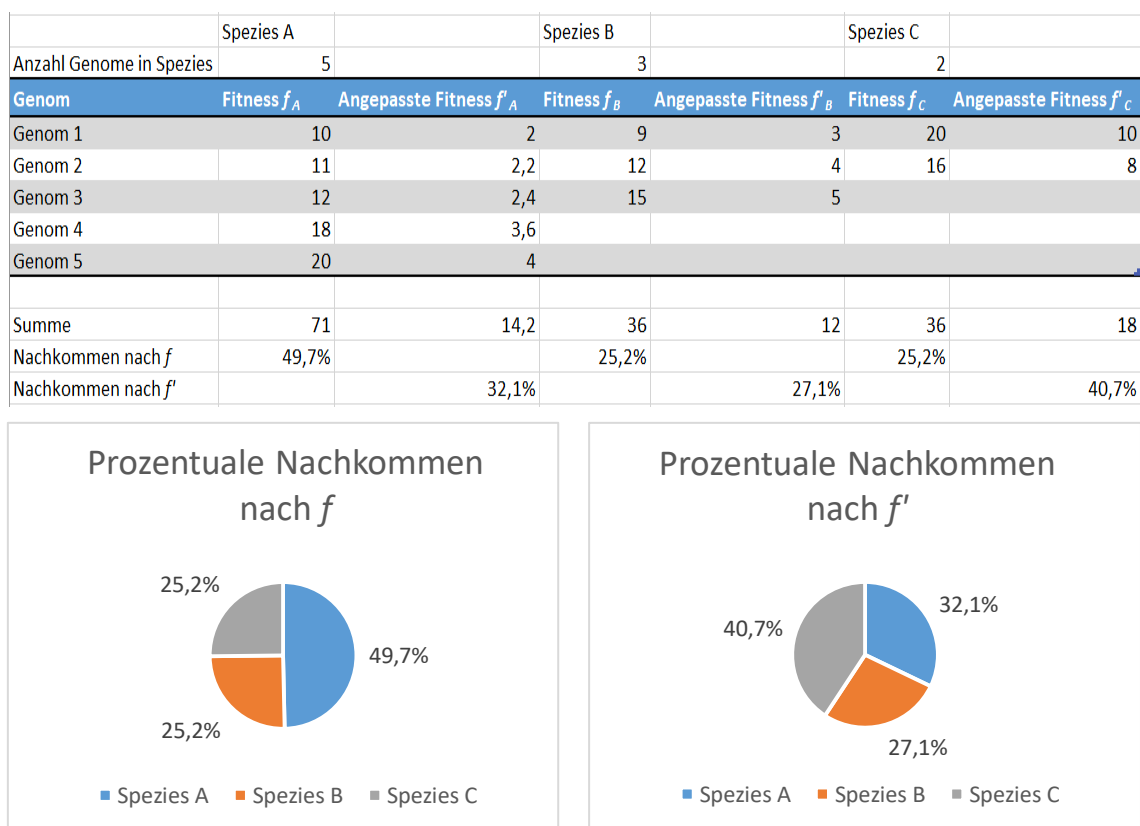 Spezies A Spezies B Spezies C
Anzahl Genome in Spezies 5 3 2
Genom Fitness f_A Angepasste Fitness f'_A Fitness f_B Angepasste Fitness f'_B Fitness f_C Angepasste Fitness f'_C
Genom 1 10 2 9 3 20 10
Genom 2 11 2,2 12 4 16 8
Genom 3 12 2,4 15 5
Genom 4 18 3,6
Genom 5 20 4
Summe 71 14,2 36 12 36 18
Nachkommen nach f 49,7% 25,2% 25,2%
Nachkommen nach f' 32,1% 27,1% 40,7%
Prozentuale Nachkommen
nach f
25,2%
49,7%
25,2%
Spezies A Spezies B Spezies C
Prozentuale Nachkommen
nach f'
32,1%
40,7%
27,1%
Spezies A Spezies B Spezies C